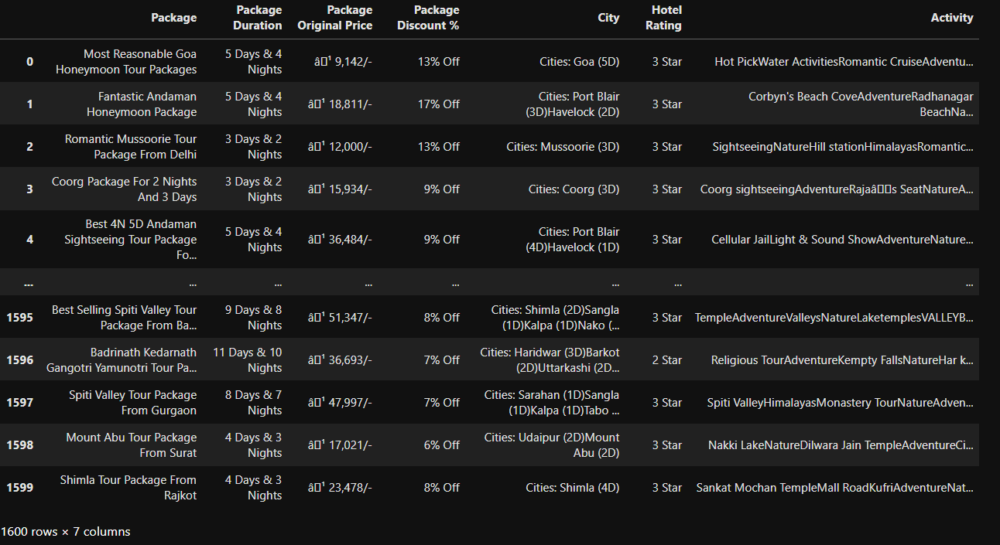 Package Package Duration Package Original Price Package Discount % City Hotel Rating Activity
0 Most Reasonable Goa Honeymoon Tour Packages 5 Days & 4 Nights â¹ 9,142/- 13% Off Cities: Goa (5D) 3 Star Hot PickWater ActivitiesRomantic CruiseAdventu...
1 Fantastic Andaman Honeymoon Package 5 Days & 4 Nights â¹ 18,811/- 17% Off Cities: Port Blair (3D)Havelock (2D) 3 Star Corbyn's Beach CoveAdventureRadhanagar BeachNa...
2 Romantic Mussoorie Tour Package From Delhi 3 Days & 2 Nights â¹ 12,000/- 13% Off Cities: Mussoorie (3D) 3 Star SightseeingNatureHill stationHimalayasRomantic...
3 Coorg Package For 2 Nights And 3 Days 3 Days & 2 Nights â¹ 15,934/- 9% Off Cities: Coorg (3D) 3 Star Coorg sightseeingAdventureRajaâs SeatNatureA...
4 Best 4N 5D Andaman Sightseeing Tour Package Fo... 5 Days & 4 Nights â¹ 36,484/- 9% Off Cities: Port Blair (4D)Havelock (1D) 3 Star Cellular JailLight & Sound ShowAdventureNature...
... ... ... ... ... ... ... ...
1595 Best Selling Spiti Valley Tour Package From Ba... 9 Days & 8 Nights â¹ 51,347/- 8% Off Cities: Shimla (2D)Sangla (1D)Kalpa (1D)Nako (... 3 Star TempleAdventureValleysNatureLaketemplesVALLEYB...
1596 Badrinath Kedarnath Gangotri Yamunotri Tour Pa... 11 Days & 10 Nights â¹ 36,693/- 7% Off Cities: Haridwar (3D)Barkot (2D)Uttarkashi (2D... 2 Star Religious TourAdventureKempty FallsNatureHar k...
1597 Spiti Valley Tour Package From Gurgaon 8 Days & 7 Nights â¹ 47,997/- 7% Off Cities: Sarahan (1D)Sangla (1D)Kalpa (1D)Tabo ... 3 Star Spiti ValleyHimalayasMonastery TourNatureAdven...
1598 Mount Abu Tour Package From Surat 4 Days & 3 Nights â¹ 17,021/- 6% Off Cities: Udaipur (2D)Mount Abu (2D) 3 Star Nakki LakeNatureDilwara Jain TempleAdventureCi...
1599 Shimla Tour Package From Rajkot 4 Days & 3 Nights â¹ 23,478/- 8% Off Cities: Shimla (4D) 3 Star Sankat Mochan TempleMall RoadKufriAdventureNat...
1600 rows × 7 columns